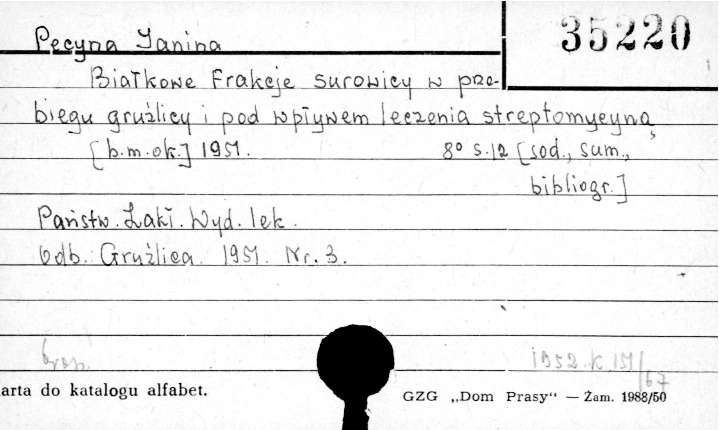 35220
Pecyna Janina
Białkowe Frakcje surowicy w prze-
biegu gruźlicy i pod wpływem leczenia streptomycyną,
[b.m.ok.] 1951. 8° s.12 [sod., sum.,
bibliogr.]
Państw. Zakł. Wyd. lek.
Odb. Gruźlica. 1951. Nr. 3.
1952. K 151/67
arta do katalogu alfabet.
GZG „Dom Prasy“ — Żam. 1988/50